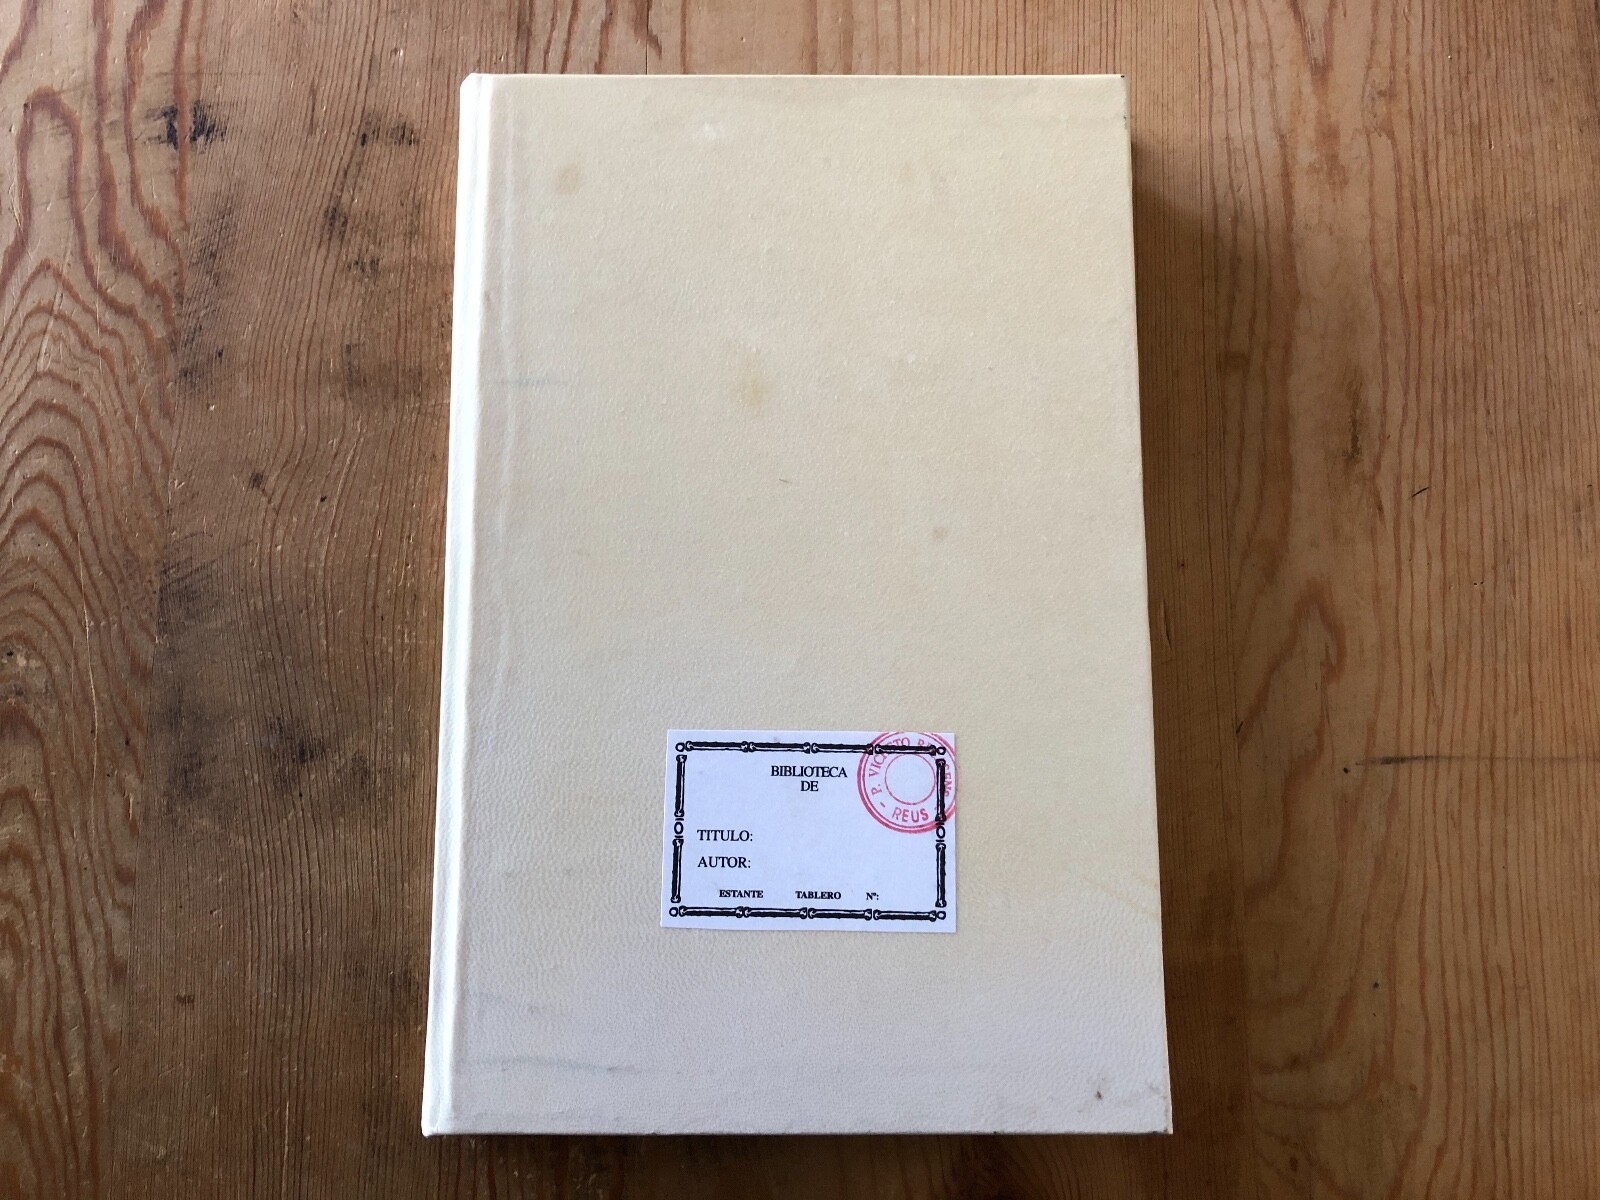 BIBLIOTECA
DE
TITULO:
AUTOR:
ESTANTE TABLERO Nº:
P.
- REUS -